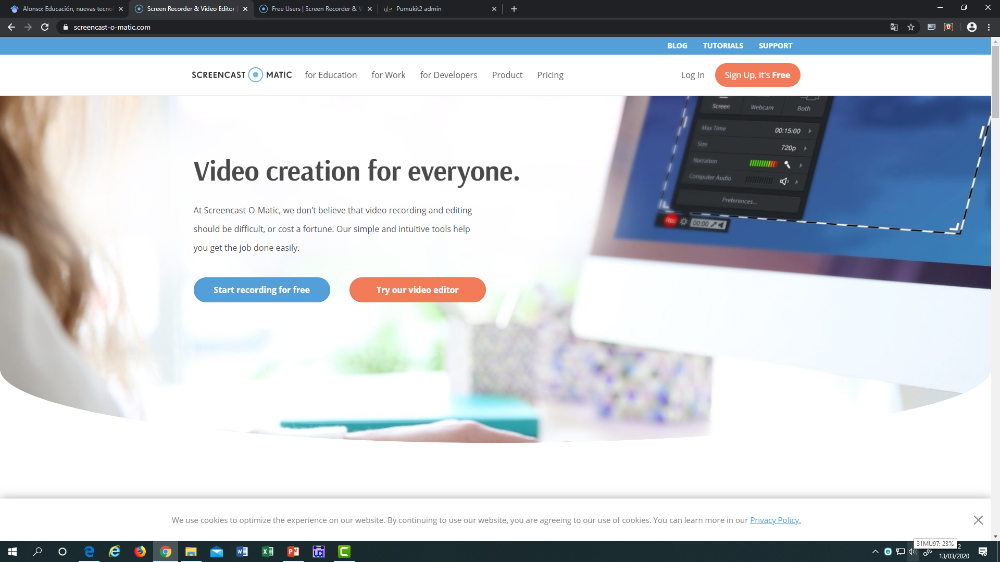 Alonso: Educación, nuevas tecnol
Screen Recorder & Video Editor |
Free Users | Screen Recorder & V
Pumukit2 admin
screencast-o-matic.com
BLOG TUTORIALS SUPPORT
SCREENCAST O MATIC for Education for Work for Developers Product Pricing Log In Sign Up, It's Free
Screen Webcam Both
Max Time 00:15:00
Size 720p
Narration
Computer Audio
Preferences...
Rec 00:00
Video creation for everyone.
At Screencast-O-Matic, we don’t believe that video recording and editing
should be difficult, or cost a fortune. Our simple and intuitive tools help
you get the job done easily.
Start recording for free Try our video editor
We use cookies to optimize the experience on our website. By continuing to use our website, you are agreeing to our use of cookies. You can learn more in our Privacy Policy.
31MU97: 23%
13/03/2020